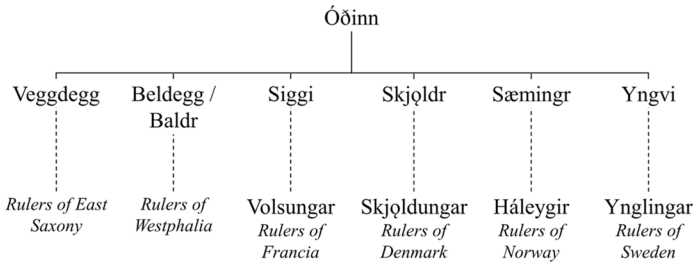 Óðinn
Veggdegg
Beldegg /
Baldr
Siggi
Skjǫldr
Sæmingr
Yngvi
Rulers of East
Saxony
Rulers of
Westphalia
Volsungar
Rulers of
Francia
Skjǫldungar
Rulers of
Denmark
Háleygir
Rulers of
Norway
Ynglingar
Rulers of
Sweden